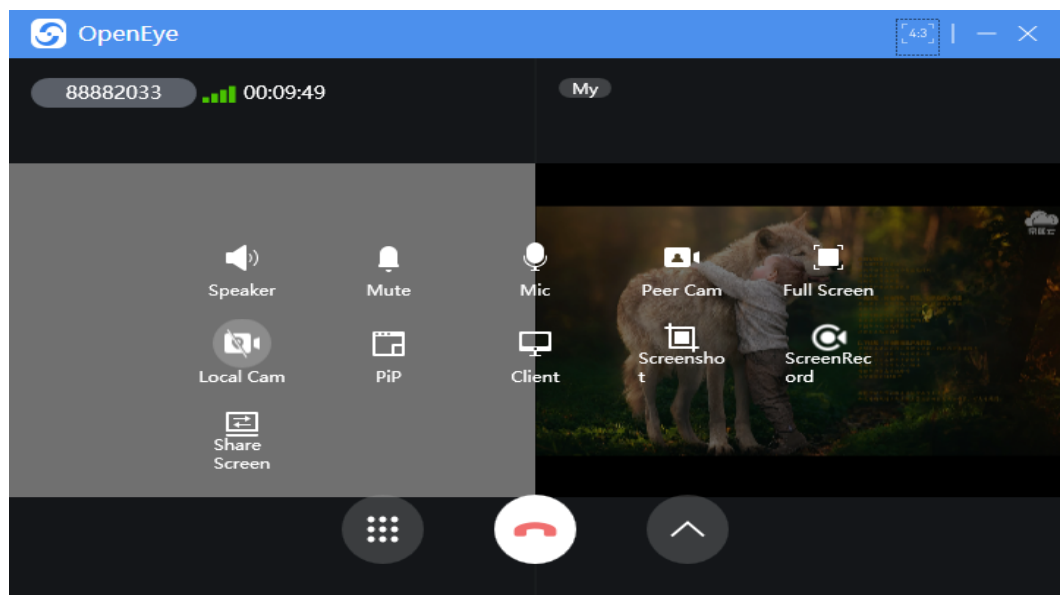 OpenEye
4:3
88882033 00:09:49
My
Speaker Mute Mic Peer Cam Full Screen
Local Cam PiP Client Screensho
t ScreenRec
ord
Share
Screen